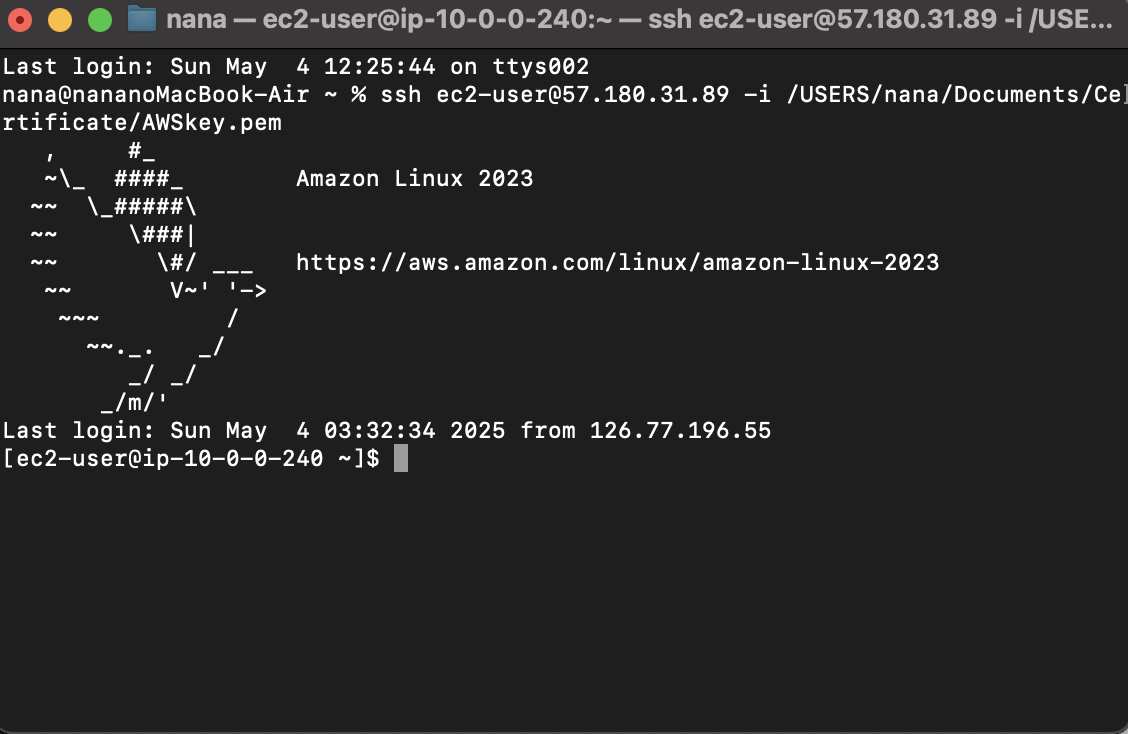 nana — ec2-user@ip-10-0-0-240:~ — ssh ec2-user@57.180.31.89 -i /USE...
Last login: Sun May  4 12:25:44 on ttys002
nana@nananoMacBook-Air ~ % ssh ec2-user@57.180.31.89 -i /USERS/nana/Documents/Ce
rtificate/AWSkey.pem
   ,     #_
   ~\_  ####_        Amazon Linux 2023
  ~~  \_#####\
  ~~     \###|
  ~~       \#/ ___   https://aws.amazon.com/linux/amazon-linux-2023
   ~~       V~' '->
    ~~~         /
      ~~._.   _/
         _/ _/
       _/m/'
Last login: Sun May  4 03:32:34 2025 from 126.77.196.55
[ec2-user@ip-10-0-0-240 ~]$